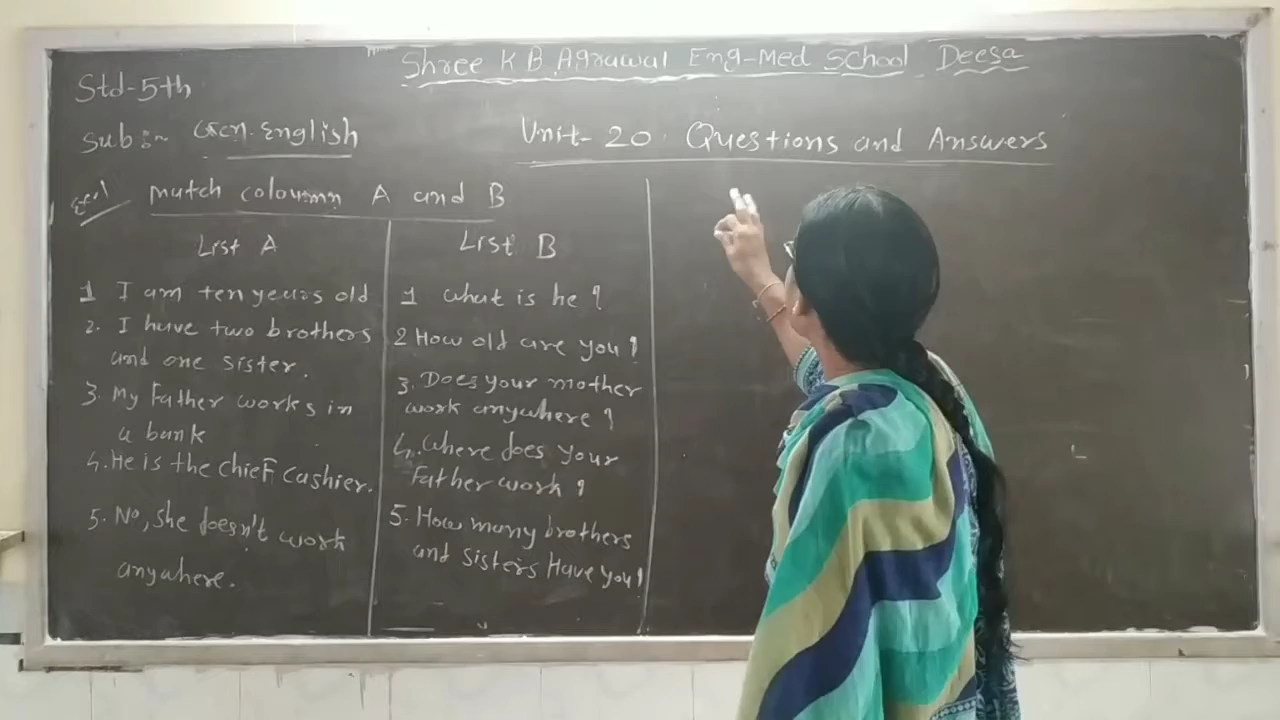 Shree K.B.Agrawal Eng-Med School Deesa
Std-5th
Sub:- Gen. English
Unit-20. Questions and Answers
Match coloumn A and B
List A
1 I am ten years old
2. I have two brothers
and one sister.
3. My Father works in
a bank
4. He is the chief cashier.
5. No, she doesn't work
anywhere.
List B
1 What is he?
2 How old are you?
3. Does your mother
work anywhere?
4. Where does your
Father work?
5. How many brothers
and sisters Have you?